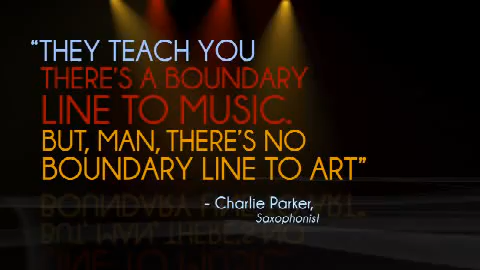 “THEY TEACH YOU
THERE'S A BOUNDARY
LINE TO MUSIC.
BUT, MAN, THERE'S NO
BOUNDARY LINE TO ART”
- Charlie Parker,
Saxophonist